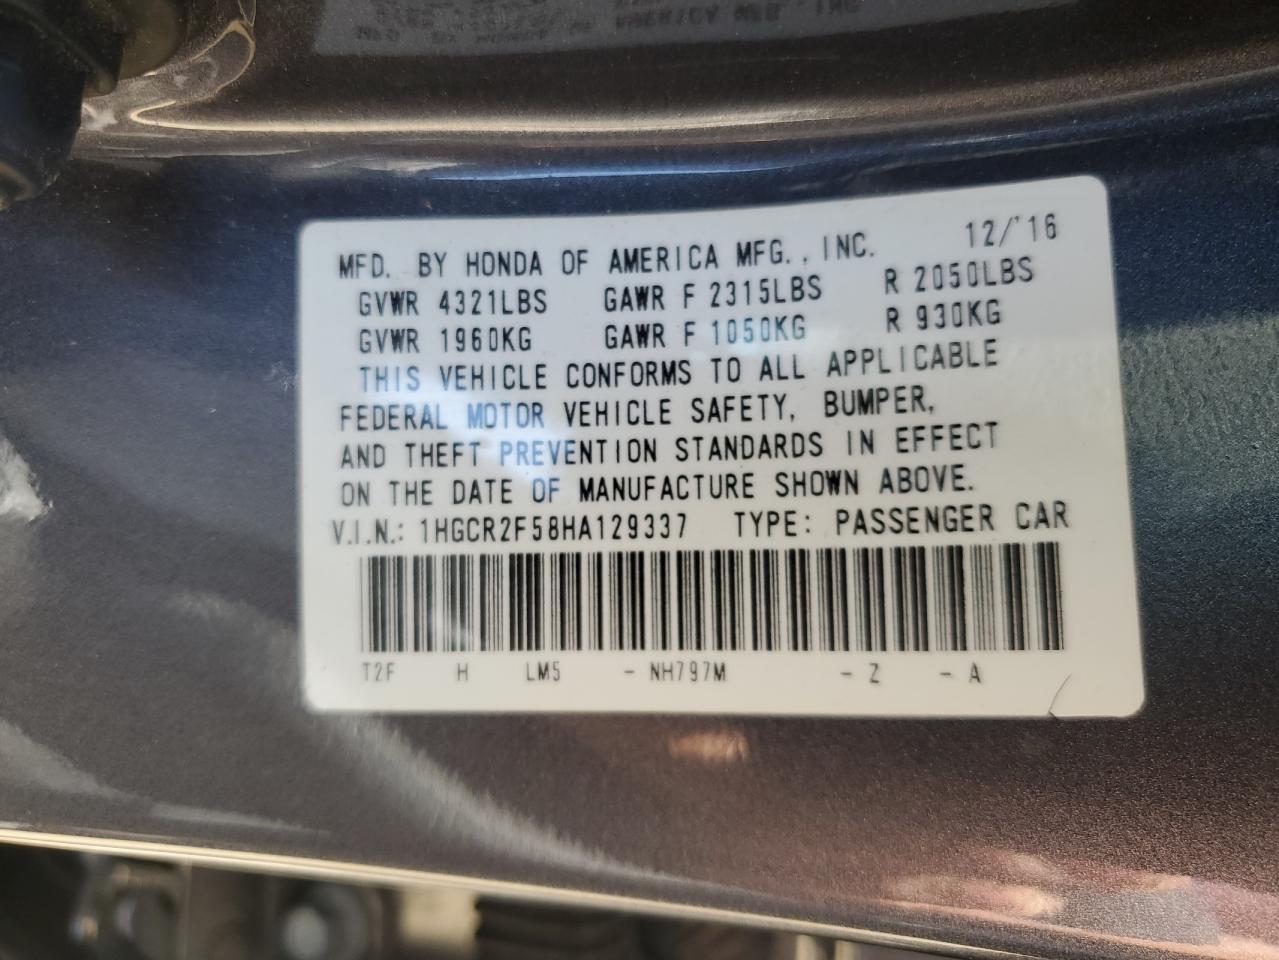 MFD. BY HONDA OF AMERICA MFG., INC. 12/'16
GVWR 4321LBS GAWR F 2315LBS R 2050LBS
GVWR 1960KG GAWR F 1050KG R 930KG
THIS VEHICLE CONFORMS TO ALL APPLICABLE
FEDERAL MOTOR VEHICLE SAFETY, BUMPER,
AND THEFT PREVENTION STANDARDS IN EFFECT
ON THE DATE OF MANUFACTURE SHOWN ABOVE.
V.I.N.: 1HGCR2F58HA129337 TYPE: PASSENGER CAR
T2F H LM5 - NH797M - Z - A